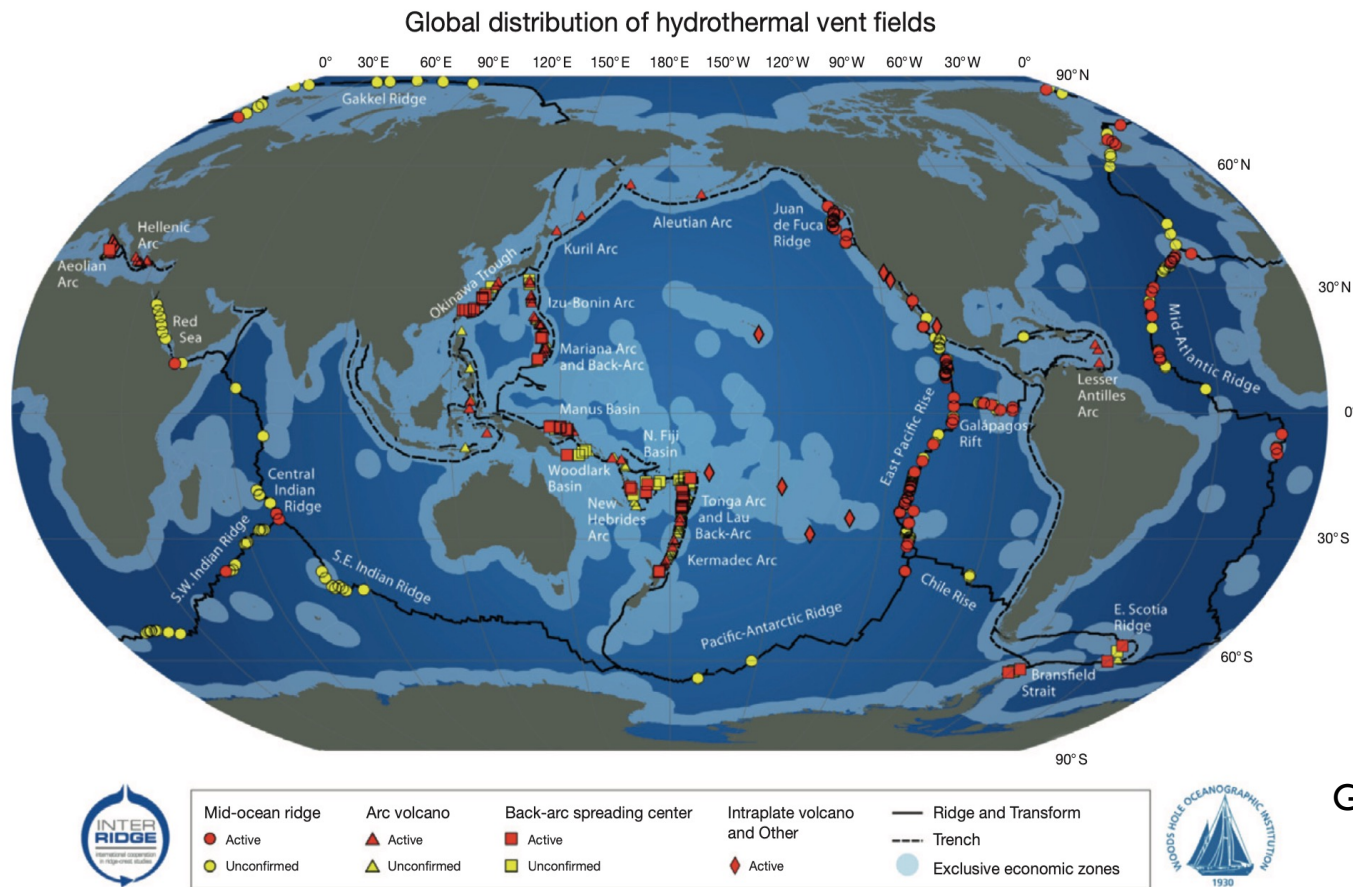 Global distribution of hydrothermal vent fields
0° 30°E 60°E 90°E 120°E 150°E 180°E 150°W 120°W 90°W 60°W 30°W 0°
90°N
Gakkel Ridge
60°N
Hellenic
Arc
Aeolian
Arc
Aleutian Arc
Juan
de Fuca
Ridge
Kuril Arc
Okinawa Trough
30°N
Izu-Bonin Arc
Red
Sea
Mariana Arc
and Back-Arc
Mid-Atlantic Ridge
Lesser
Antilles
Arc
Manus Basin
0°
Galápagos
Rift
East Pacific Rise
N. Fiji
Basin
Woodlark
Basin
Central
Indian
Ridge
New
Hebrides
Arc
Tonga Arc
and Lau
Back-Arc
S.W. Indian Ridge
S.E. Indian Ridge
30°S
Kermadec Arc
Chile Rise
Pacific-Antarctic Ridge
E. Scotia
Ridge
60°S
Bransfield
Strait
90°S
INTER
RIDGE
international cooperation
in ridge-crest studies
Mid-ocean ridge
Active
Unconfirmed
Arc volcano
Active
Unconfirmed
Back-arc spreading center
Active
Unconfirmed
Intraplate volcano
and Other
Active
Ridge and Transform
Trench
Exclusive economic zones
WOODS HOLE OCEANOGRAPHIC INSTITUTION
1930